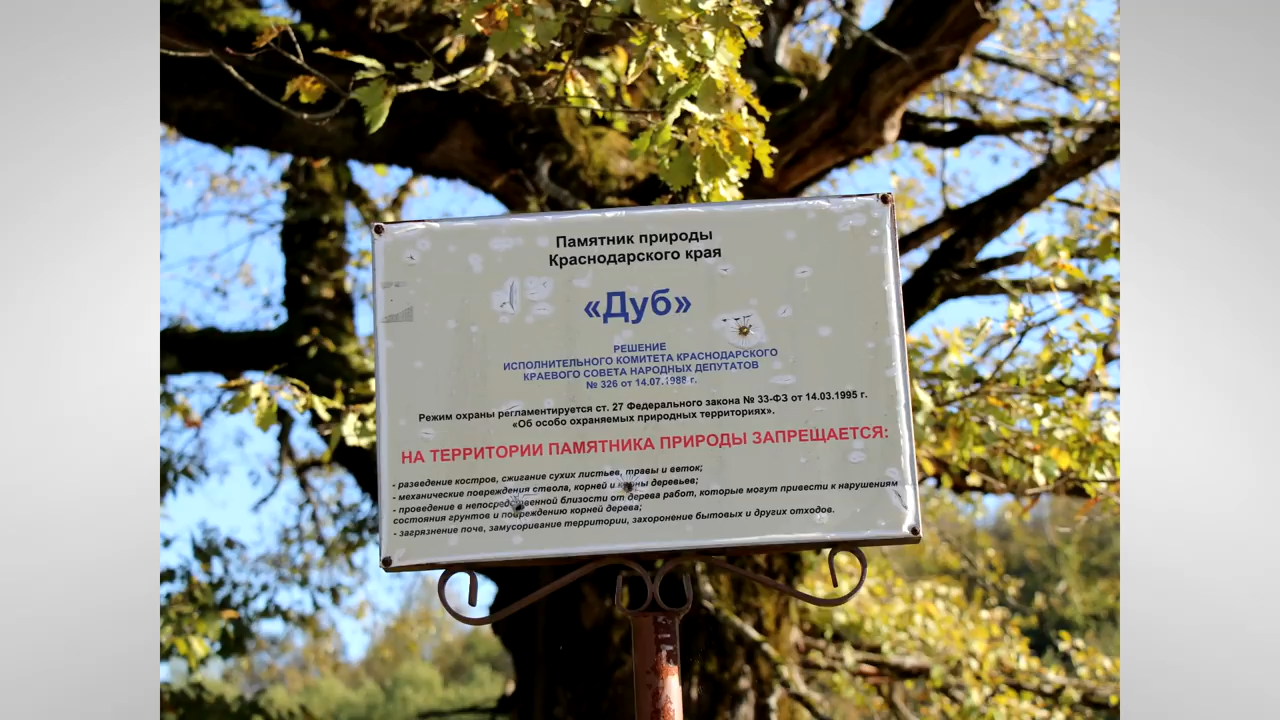 Памятник природы
Краснодарского края
«Дуб»
РЕШЕНИЕ
ИСПОЛНИТЕЛЬНОГО КОМИТЕТА КРАСНОДАРСКОГО
КРАЕВОГО СОВЕТА НАРОДНЫХ ДЕПУТАТОВ
№ 326 от 14.07.1988 г.
Режим охраны регламентируется ст. 27 Федерального закона № 33-ФЗ от 14.03.1995 г.
«Об особо охраняемых природных территориях».
НА ТЕРРИТОРИИ ПАМЯТНИКА ПРИРОДЫ ЗАПРЕЩАЕТСЯ:
- разведение костров, сжигание сухих листьев, травы и веток;
- механические повреждения ствола, корней и кроны деревьев;
- проведение в непосредственной близости от дерева работ, которые могут привести к нарушениям
состояния грунтов и повреждению корней дерева;
- загрязнение почв, замусоривание территории, захоронение бытовых и других отходов.